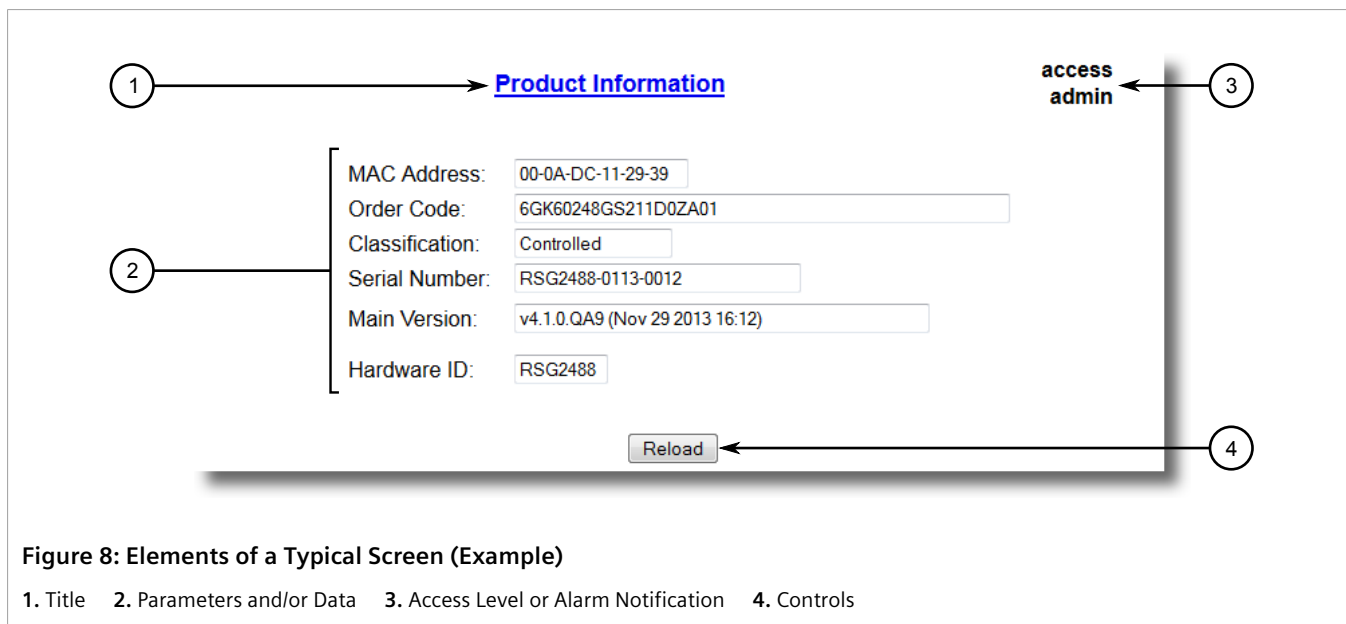 1
Product Information
access
admin
3
MAC Address: 00-0A-DC-11-29-39
Order Code: 6GK60248GS211D0ZA01
Classification: Controlled
2
Serial Number: RSG2488-0113-0012
Main Version: v4.1.0.QA9 (Nov 29 2013 16:12)
Hardware ID: RSG2488
Reload
4
Figure 8: Elements of a Typical Screen (Example)
1. Title 2. Parameters and/or Data 3. Access Level or Alarm Notification 4. Controls